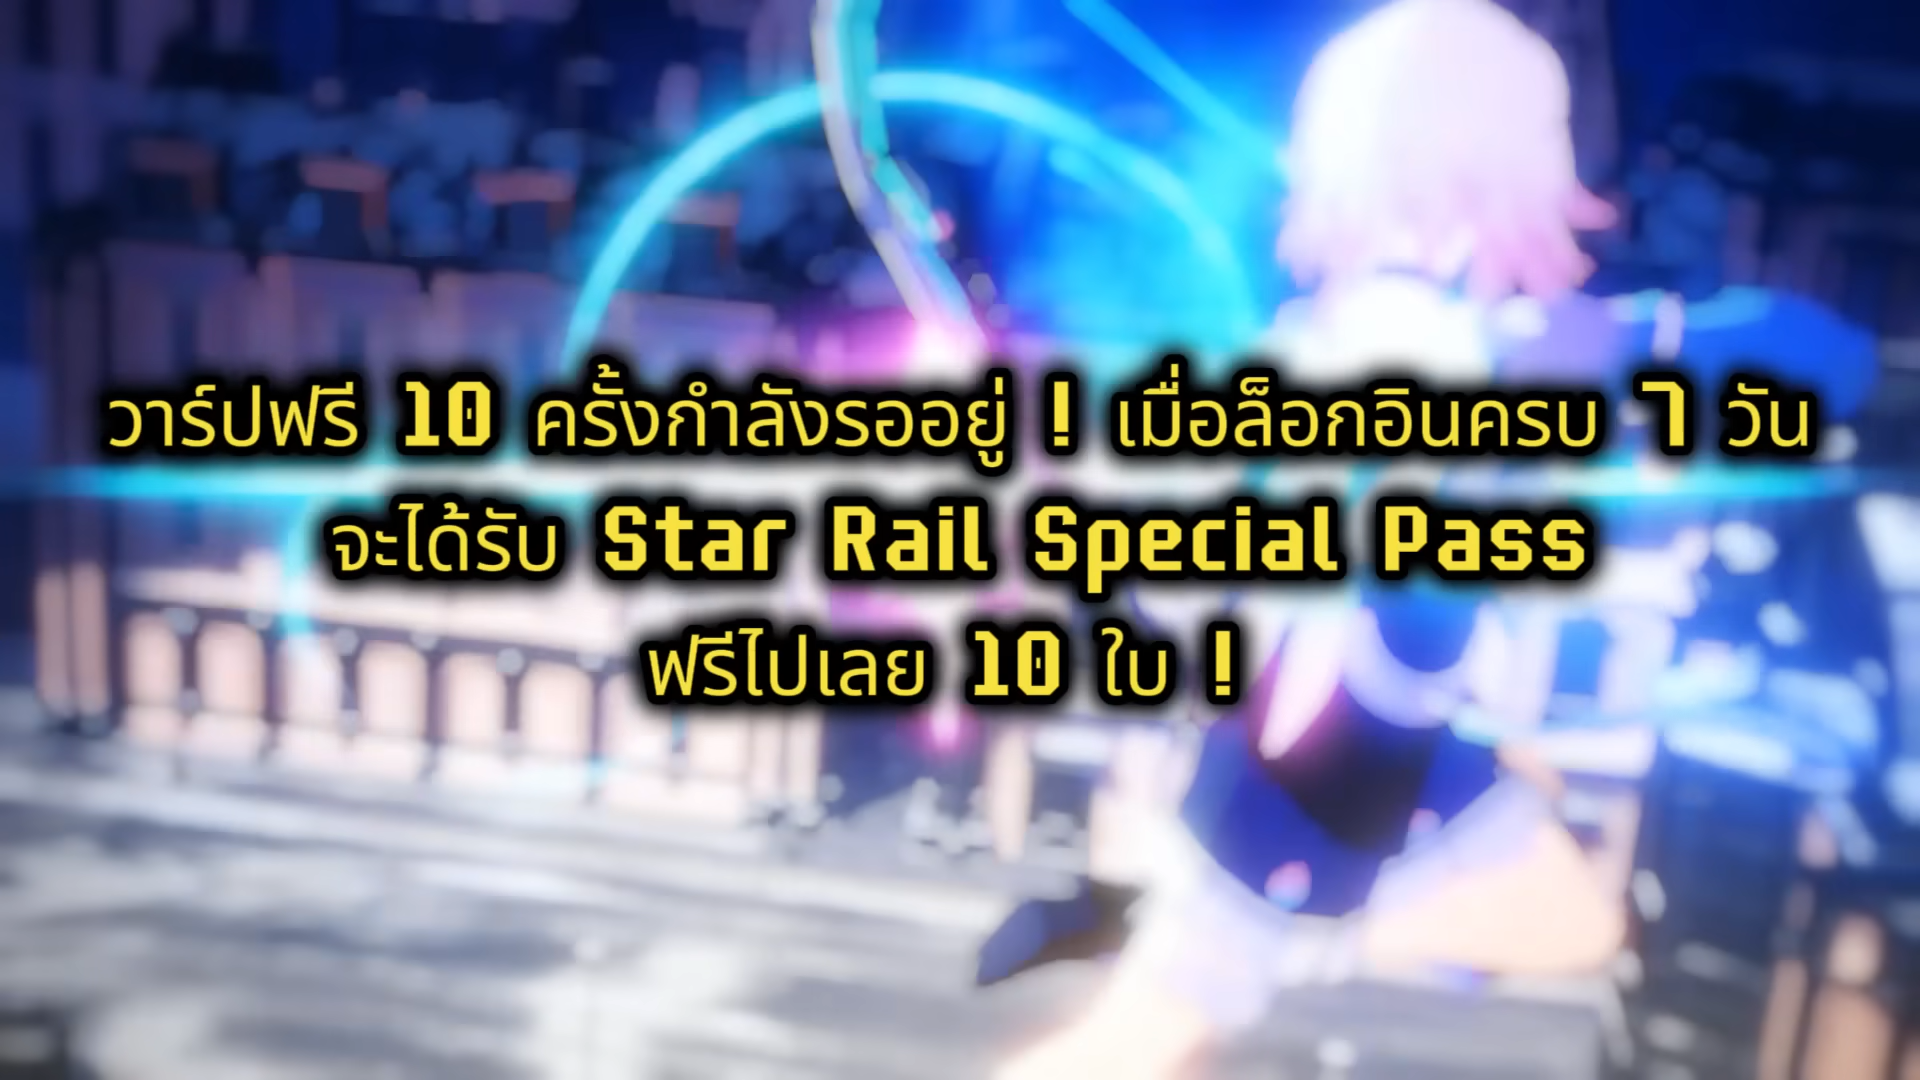 วาร์ปฟรี 10 ครั้งกำลังรออยู่ ! เมื่อล็อกอินครบ 7 วัน
จะได้รับ Star Rail Special Pass
ฟรีไปเลย 10 ใบ !